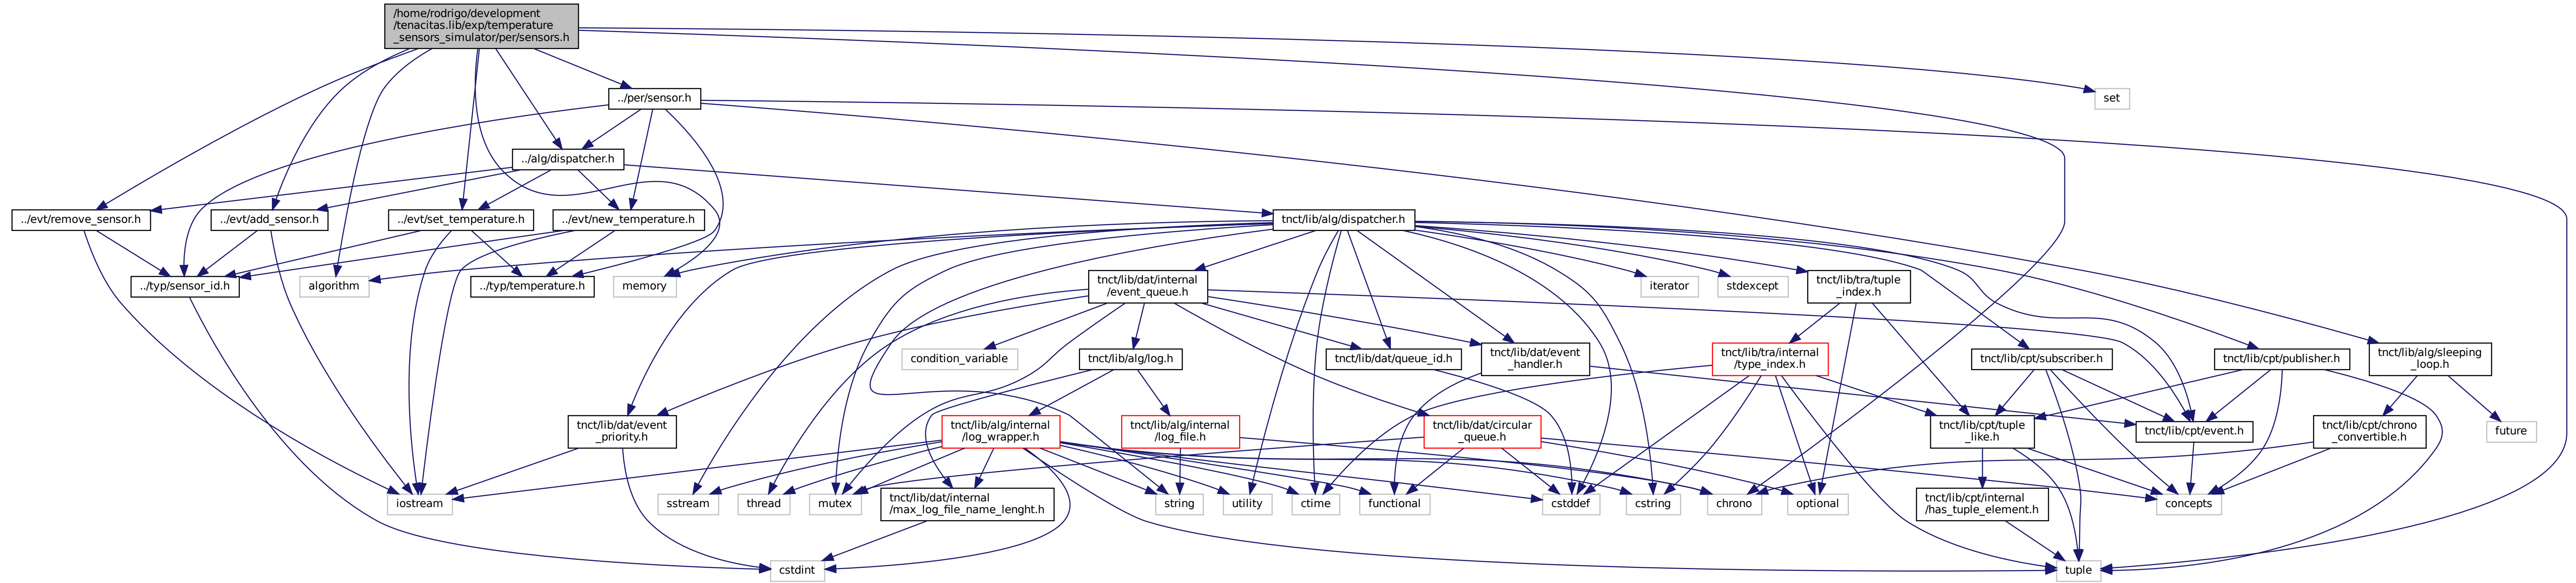 /home/rodrigo/development
/tenacitas.lib/exp/temperature
_sensors_simulator/per/sensors.h
../per/sensor.h
set
../alg/dispatcher.h
../evt/remove_sensor.h
../evt/add_sensor.h
../evt/set_temperature.h
../evt/new_temperature.h
tnct/lib/alg/dispatcher.h
../typ/sensor_id.h
algorithm
../typ/temperature.h
memory
tnct/lib/dat/internal
/event_queue.h
iterator
stdexcept
tnct/lib/tra/tuple
_index.h
condition_variable
tnct/lib/alg/log.h
tnct/lib/dat/queue_id.h
tnct/lib/dat/event
_handler.h
tnct/lib/tra/internal
/type_index.h
tnct/lib/cpt/subscriber.h
tnct/lib/cpt/publisher.h
tnct/lib/alg/sleeping
_loop.h
tnct/lib/dat/event
_priority.h
tnct/lib/alg/internal
/log_wrapper.h
tnct/lib/alg/internal
/log_file.h
tnct/lib/dat/circular
_queue.h
tnct/lib/cpt/tuple
_like.h
tnct/lib/cpt/event.h
tnct/lib/cpt/chrono
_convertible.h
future
iostream
sstream
thread
mutex
tnct/lib/dat/internal
/max_log_file_name_lenght.h
string
utility
ctime
functional
cstddef
cstring
chrono
optional
tnct/lib/cpt/internal
/has_tuple_element.h
concepts
cstdint
tuple